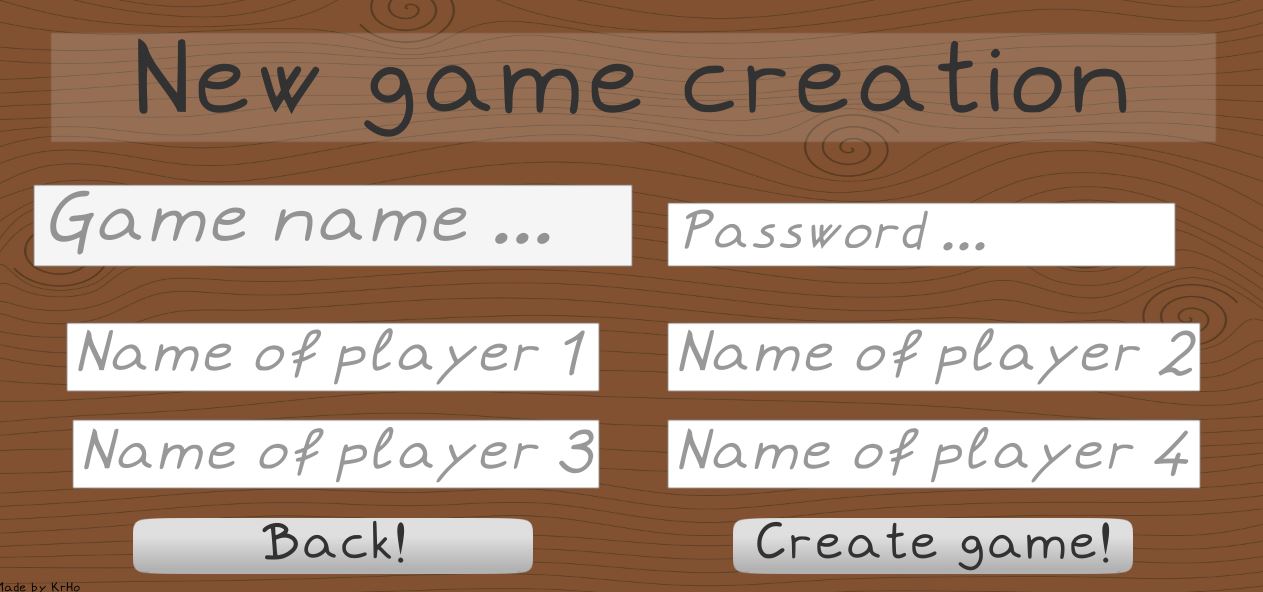 New game creation
Game name ...
Password ...
Name of player 1
Name of player 2
Name of player 3
Name of player 4
Back!
Create game!
Made by KrHo